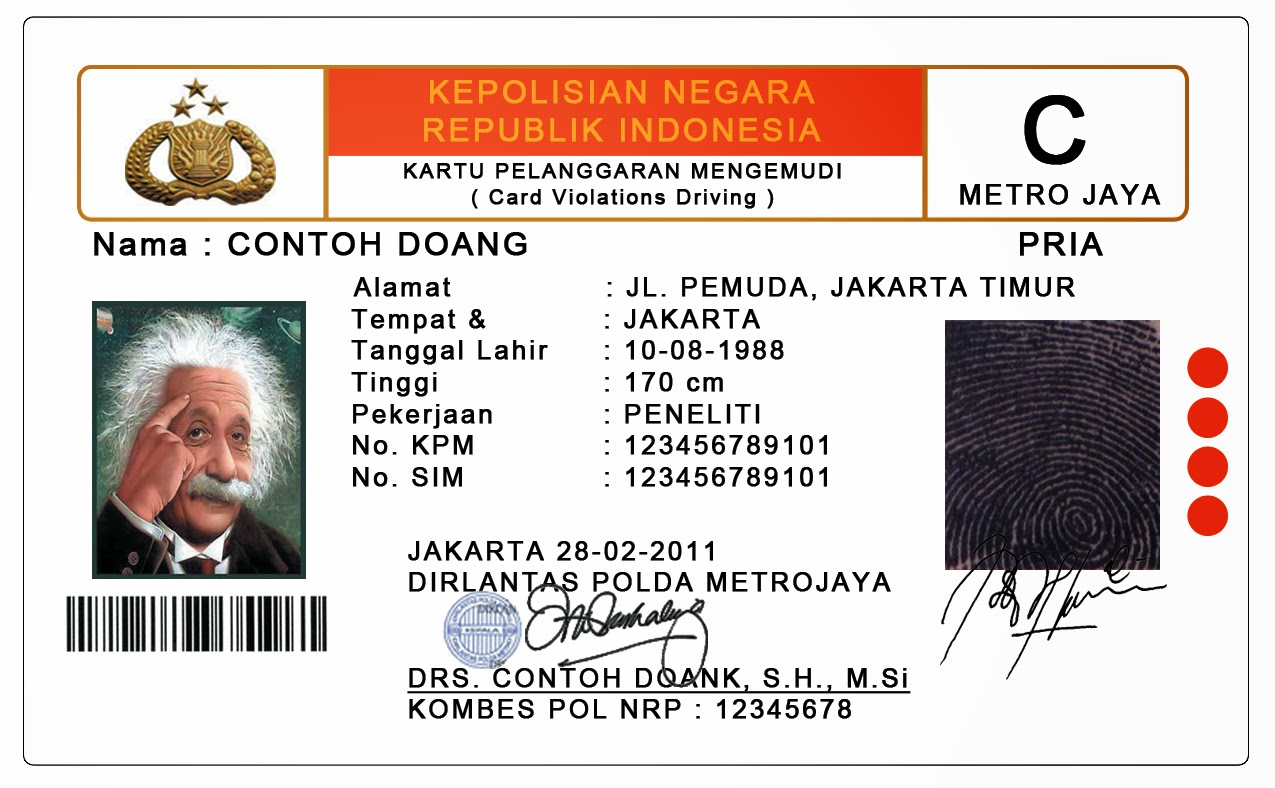 KEPOLISIAN NEGARA
REPUBLIK INDONESIA
KARTU PELANGGARAN MENGEMUDI
( Card Violations Driving )
C
METRO JAYA
Nama : CONTOH DOANG
PRIA
Alamat : JL. PEMUDA, JAKARTA TIMUR
Tempat & : JAKARTA
Tanggal Lahir : 10-08-1988
Tinggi : 170 cm
Pekerjaan : PENELITI
No. KPM : 123456789101
No. SIM : 123456789101
JAKARTA 28-02-2011
DIRLANTAS POLDA METROJAYA
KEPALA
DRS. CONTOH DOANK, S.H., M.Si
KOMBES POL NRP : 12345678